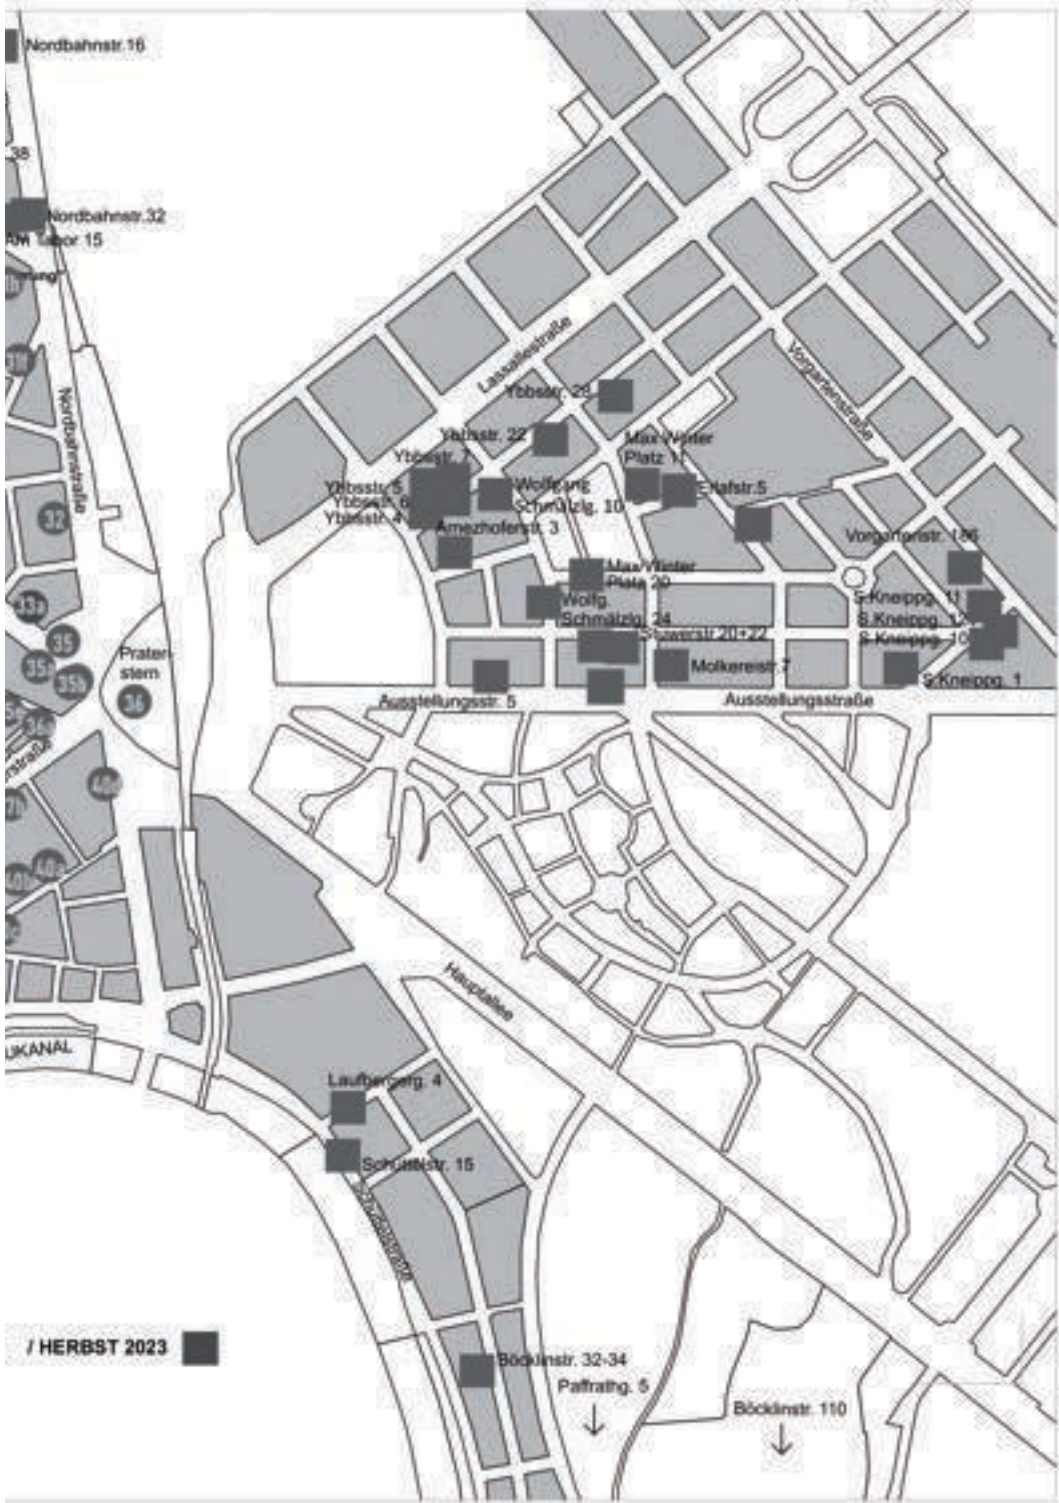 Nordbahnstr.16
38
Nordbahnstr.32
AM Tabor 15
Nordbahnstraße
Lassallestraße
Vorgartenstraße
Ybbsstr. 28
Ybbsstr. 22
Max-Winter
Platz 11
Ybbsstr. 7
Ybbsstr. 5
Ybbsstr. 6
Ybbsstr. 4
Wolfgang
Schmälzlg. 10
Erlafstr.5
Arnezhoferstr. 3
Vorgartenstr. 186
Max-Winter
Platz 20
Wolfg.
Schmälzlg. 24
S.Kneippg. 11
S.Kneippg. 12
S.Kneippg. 10
Stuwerstr.20+22
Molkereistr.7
S.Kneippg. 1
Ausstellungsstr. 5
Ausstellungsstraße
32
33a
35
35b
Prater-
stern
36
Hauptallee
UKANAL
Laufbergerg. 4
Schüttelstr. 15
/ HERBST 2023
Böcklinstr. 32-34
Paffrathg. 5
Böcklinstr. 110